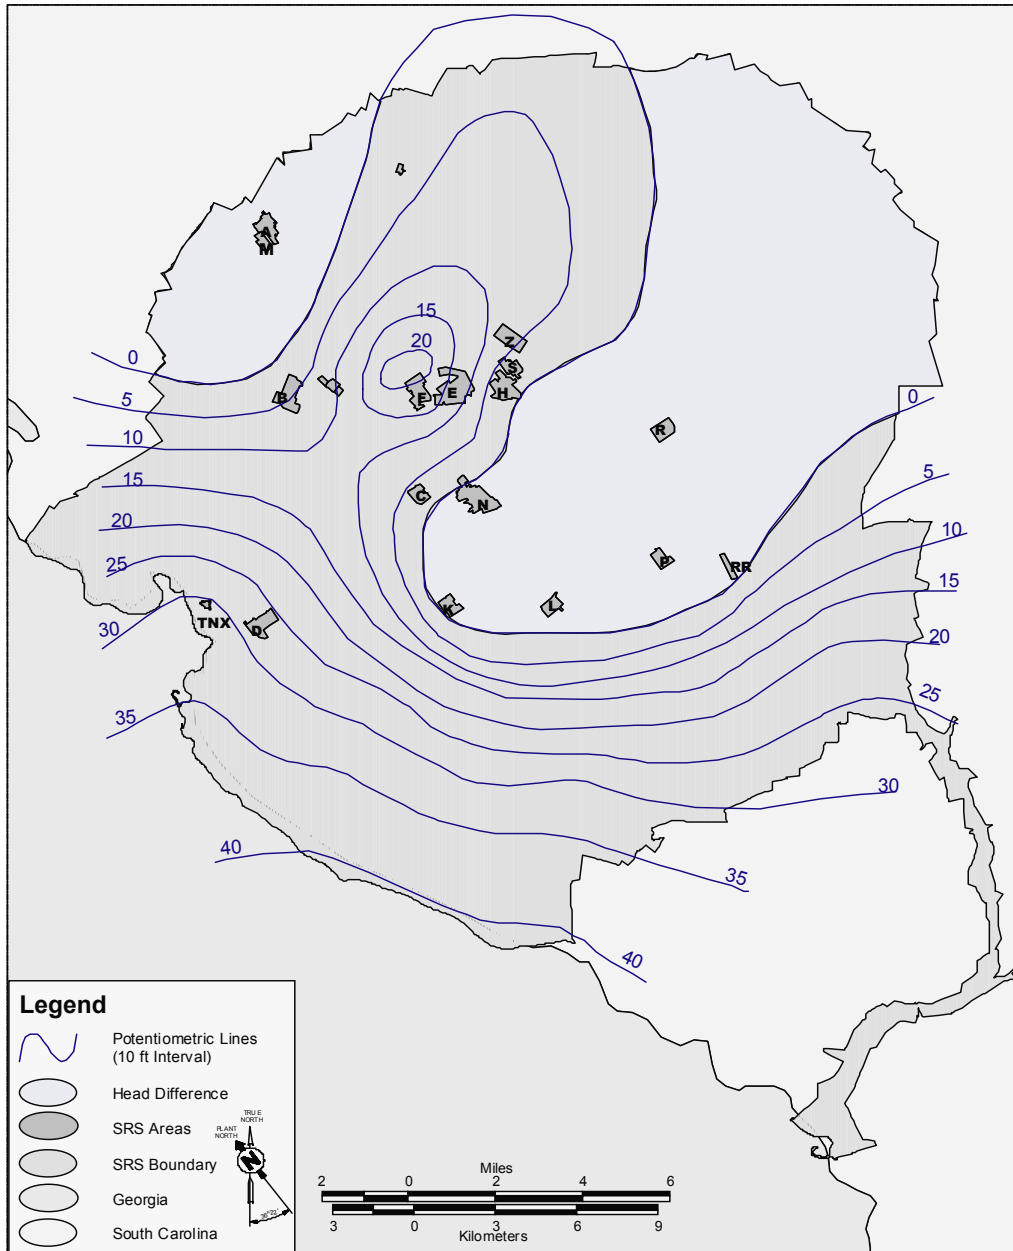 A
M
15
0
20
5
Z
S
B
F
E
H
0
10
R
5
15
C
N
10
20
P
RR
15
25
K
L
30
TNX
D
20
25
35
30
40
35
40
Legend
Potentiometric Lines
(10 ft Interval)
Head Difference
SRS Areas
SRS Boundary
Georgia
South Carolina
TRUE
NORTH
PLANT
NORTH
N
36°22'
Miles
2 0 2 4 6
3 0 3 6 9
Kilometers